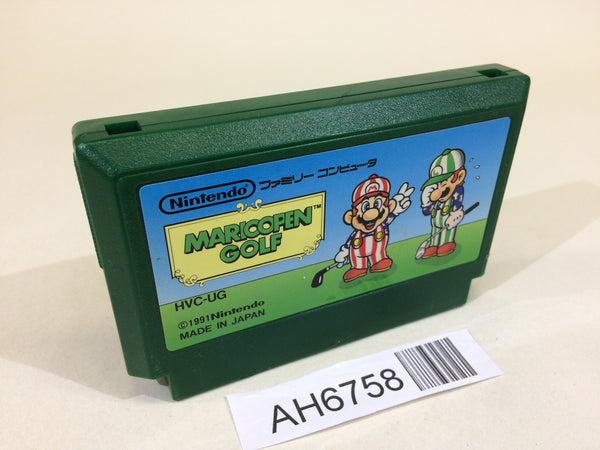 Nintendo ファミリー コンピュータ
MARIOOPEN™
GOLF
HVC-UG
©1991 Nintendo
MADE IN JAPAN
AH6758